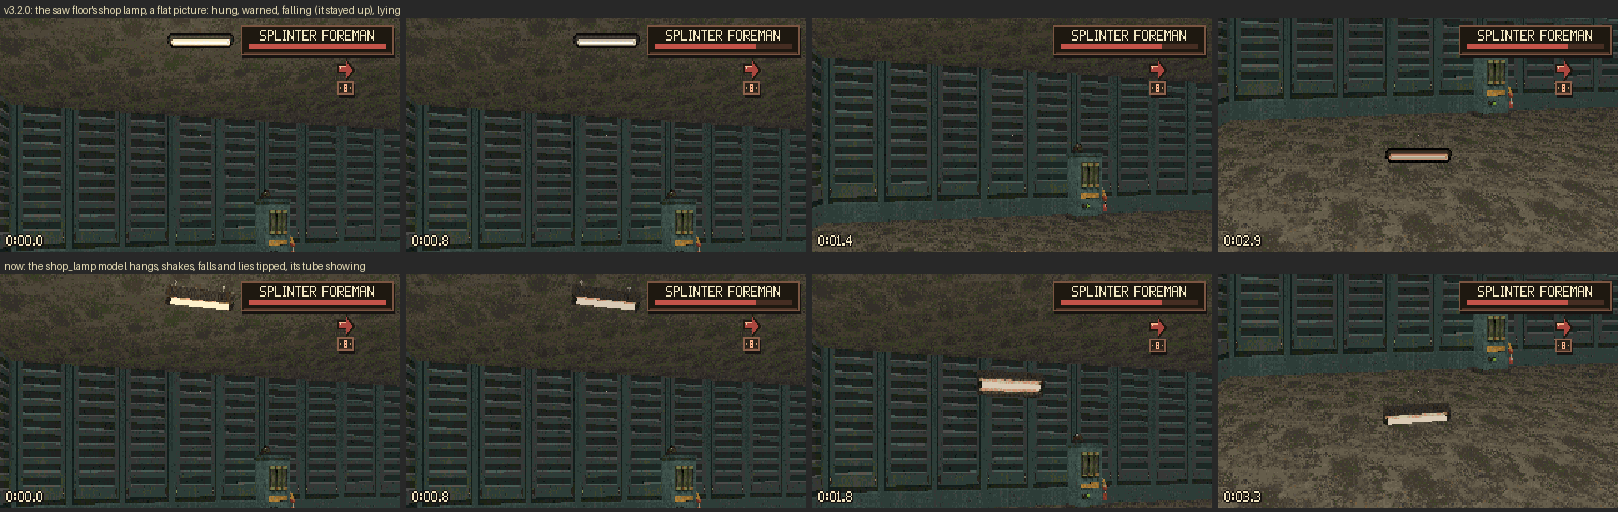 v3.2.0: the saw floor's shop lamp, a flat picture: hung, warned, falling (it stayed up), lying
SPLINTER FOREMAN
SPLINTER FOREMAN
SPLINTER FOREMAN
SPLINTER FOREMAN
0:00.0
0:00.8
0:01.4
0:02.9
now: the shop_lamp model hangs, shakes, falls and lies tipped, its tube showing
SPLINTER FOREMAN
SPLINTER FOREMAN
SPLINTER FOREMAN
SPLINTER FOREMAN
0:00.0
0:00.8
0:01.8
0:03.3